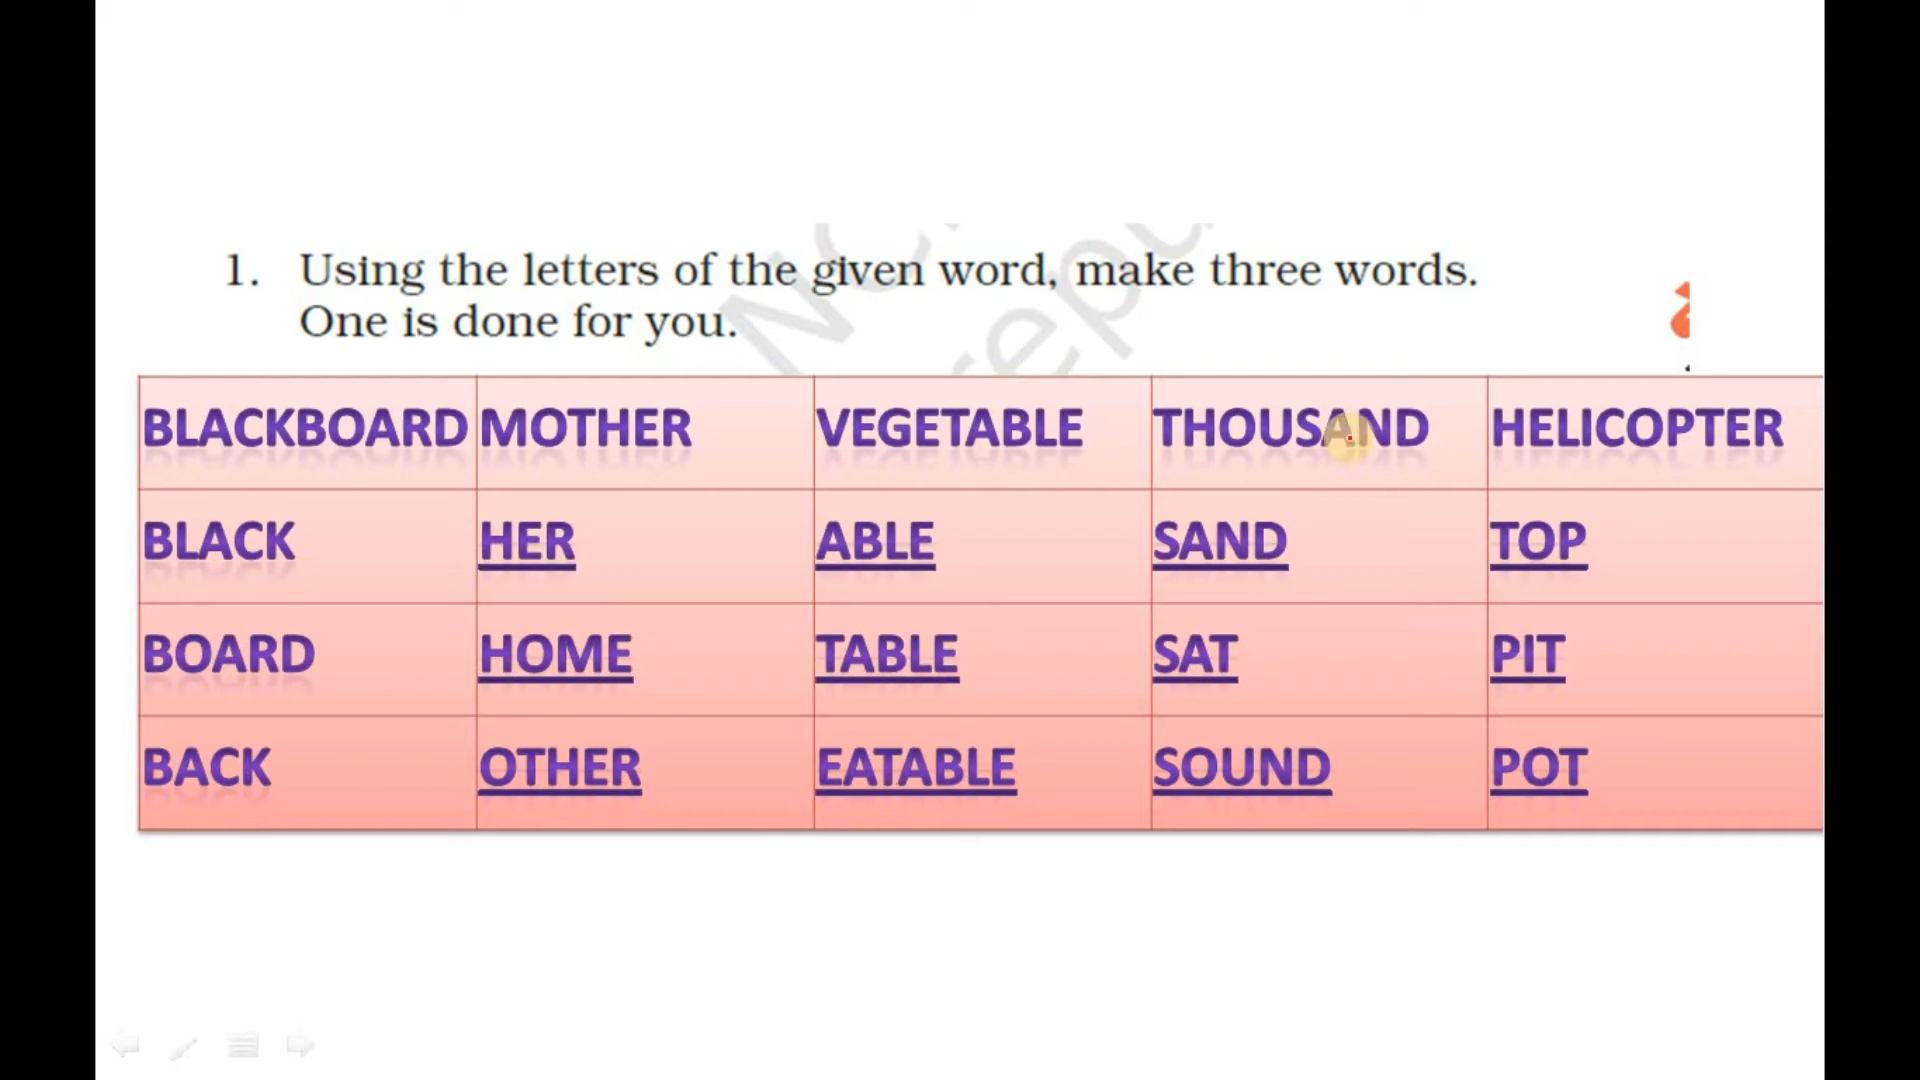 1. Using the letters of the given word, make three words.
One is done for you.
BLACKBOARD MOTHER VEGETABLE THOUSAND HELICOPTER
BLACK HER ABLE SAND TOP
BOARD HOME TABLE SAT PIT
BACK OTHER EATABLE SOUND POT